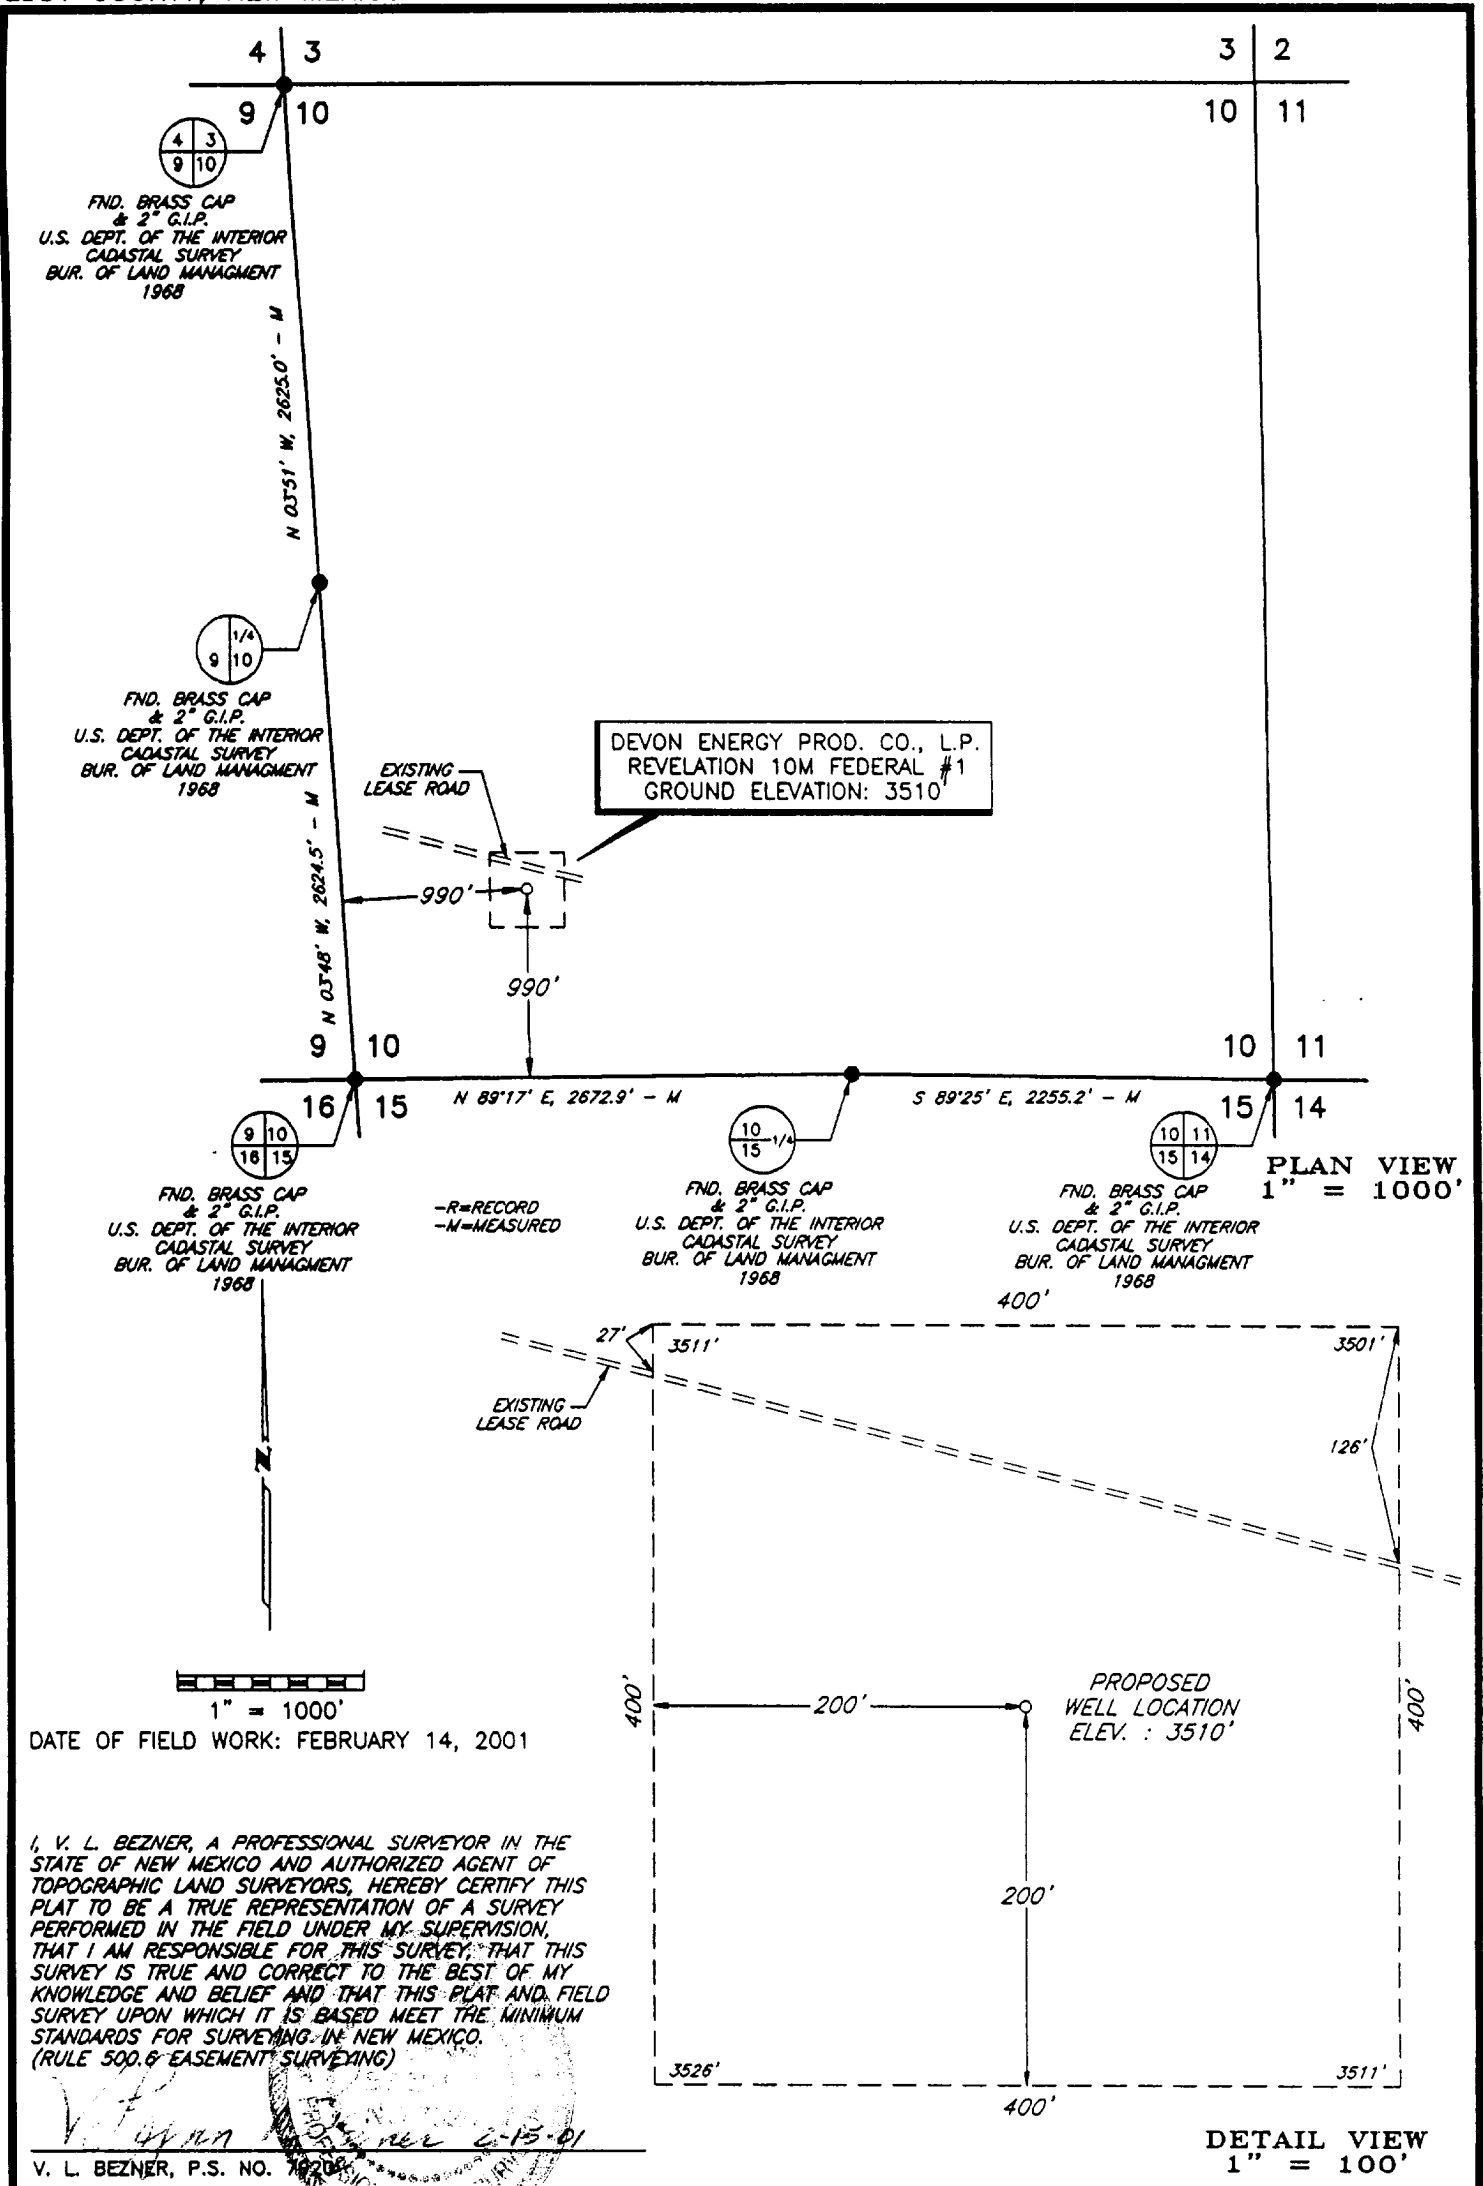 4 3
3 2
9 10
10 11
4 3
9 10
FND. BRASS CAP
& 2" G.I.P.
U.S. DEPT. OF THE INTERIOR
CADASTAL SURVEY
BUR. OF LAND MANAGMENT
1968
N 03°51' W, 2625.0' - M
1/4
9 10
FND. BRASS CAP
& 2" G.I.P.
U.S. DEPT. OF THE INTERIOR
CADASTAL SURVEY
BUR. OF LAND MANAGMENT
1968
N 03°48' W, 2624.5' - M
EXISTING
LEASE ROAD
DEVON ENERGY PROD. CO., L.P.
REVELATION 10M FEDERAL #1
GROUND ELEVATION: 3510'
990'
990'
9 10
10 11
16 15
N 89°17' E, 2672.9' - M
S 89°25' E, 2255.2' - M
15 14
9 10
16 15
FND. BRASS CAP
& 2" G.I.P.
U.S. DEPT. OF THE INTERIOR
CADASTAL SURVEY
BUR. OF LAND MANAGMENT
1968
-R=RECORD
-M=MEASURED
10
15 1/4
FND. BRASS CAP
& 2" G.I.P.
U.S. DEPT. OF THE INTERIOR
CADASTAL SURVEY
BUR. OF LAND MANAGMENT
1968
10 11
15 14
FND. BRASS CAP
& 2" G.I.P.
U.S. DEPT. OF THE INTERIOR
CADASTAL SURVEY
BUR. OF LAND MANAGMENT
1968
PLAN VIEW
1" = 1000'
400'
27'
3511'
3501'
EXISTING
LEASE ROAD
126'
N
1" = 1000'
DATE OF FIELD WORK: FEBRUARY 14, 2001
400'
200'
PROPOSED
WELL LOCATION
ELEV. : 3510'
400'
200'
3526'
3511'
400'
I, V. L. BEZNER, A PROFESSIONAL SURVEYOR IN THE
STATE OF NEW MEXICO AND AUTHORIZED AGENT OF
TOPOGRAPHIC LAND SURVEYORS, HEREBY CERTIFY THIS
PLAT TO BE A TRUE REPRESENTATION OF A SURVEY
PERFORMED IN THE FIELD UNDER MY SUPERVISION,
THAT I AM RESPONSIBLE FOR THIS SURVEY, THAT THIS
SURVEY IS TRUE AND CORRECT TO THE BEST OF MY
KNOWLEDGE AND BELIEF AND THAT THIS PLAT AND FIELD
SURVEY UPON WHICH IT IS BASED MEET THE MINIMUM
STANDARDS FOR SURVEYING IN NEW MEXICO.
(RULE 500.6 EASEMENT SURVEYING)
2-15-01
V. L. BEZNER, P.S. NO.
DETAIL VIEW
1" = 100'